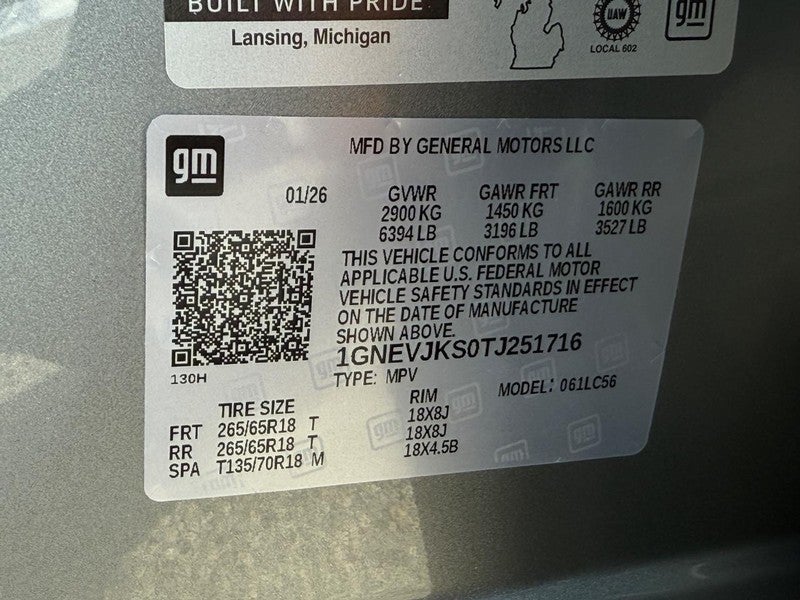 BUILT WITH PRIDE
Lansing, Michigan
UAW
LOCAL 602
gm
gm
MFD BY GENERAL MOTORS LLC
01/26 GVWR GAWR FRT GAWR RR
2900 KG 1450 KG 1600 KG
6394 LB 3196 LB 3527 LB
THIS VEHICLE CONFORMS TO ALL
APPLICABLE U.S. FEDERAL MOTOR
VEHICLE SAFETY STANDARDS IN EFFECT
ON THE DATE OF MANUFACTURE
SHOWN ABOVE.
1GNEVJKS0TJ251716
130H
TYPE: MPV MODEL: 061LC56
TIRE SIZE RIM
FRT 265/65R18 T 18X8J
RR 265/65R18 T 18X8J
SPA T135/70R18 M 18X4.5B